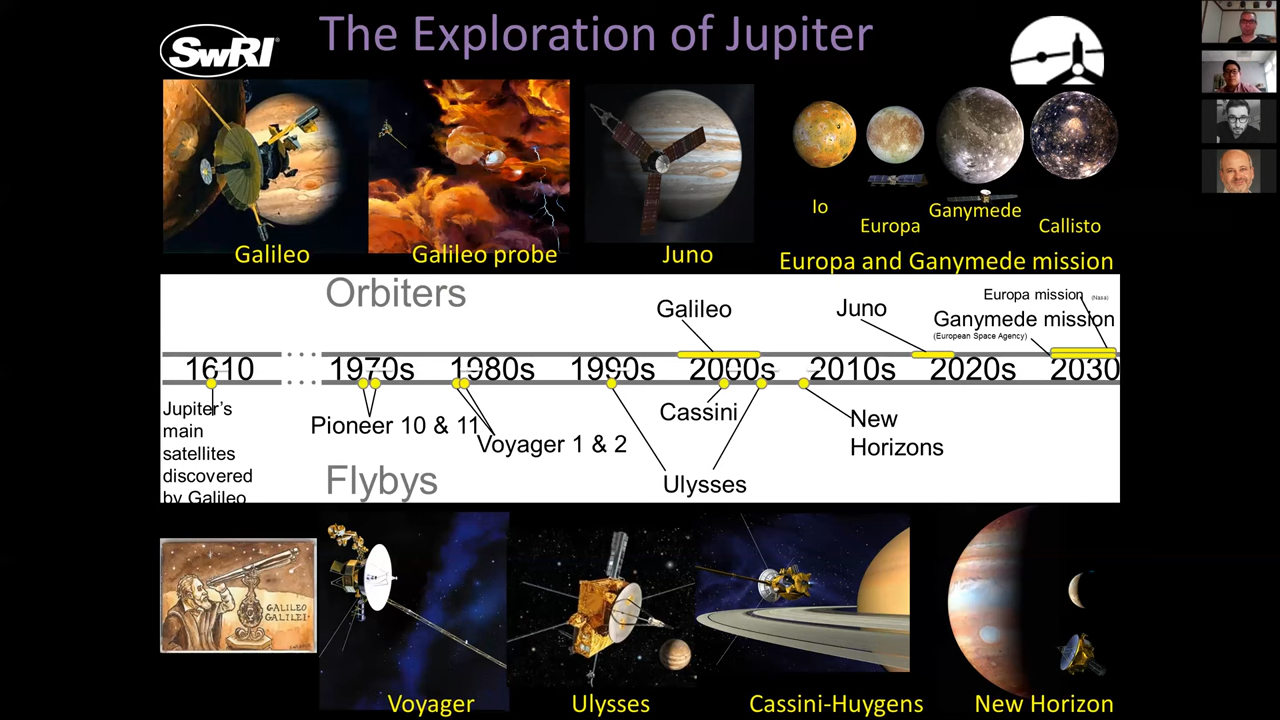 The Exploration of Jupiter
SwRI
Galileo
Galileo probe
Juno
Io
Europa
Ganymede
Callisto
Europa and Ganymede mission
Orbiters
Galileo
Juno
Europa mission (Nasa)
Ganymede mission
(European Space Agency)
1610 1970s 1980s 1990s 2000s 2010s 2020s 2030
Jupiter's
main
satellites
discovered
by Galileo
Pioneer 10 & 11
Voyager 1 & 2
Cassini
Ulysses
New
Horizons
Flybys
GALILEO
GALILEI
Voyager
Ulysses
Cassini-Huygens
New Horizon